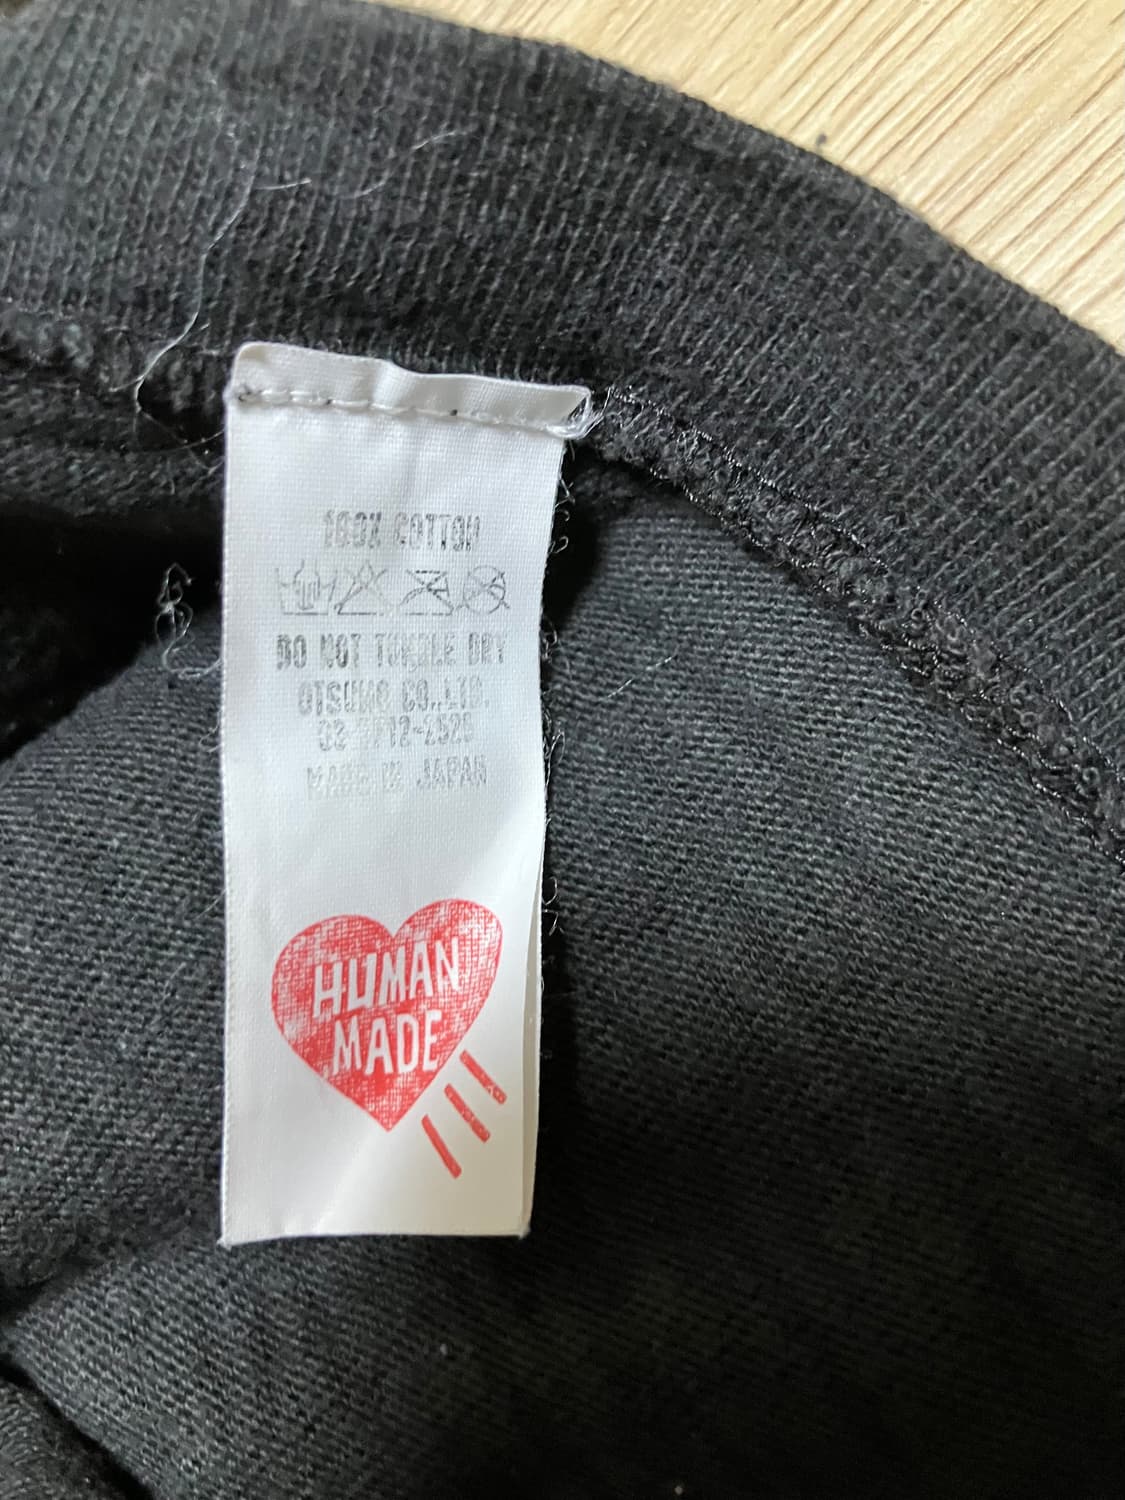 100% COTTON
DO NOT TUMBLE DRY
OTSUMO CO.,LTD.
MADE IN JAPAN
HUMAN
MADE